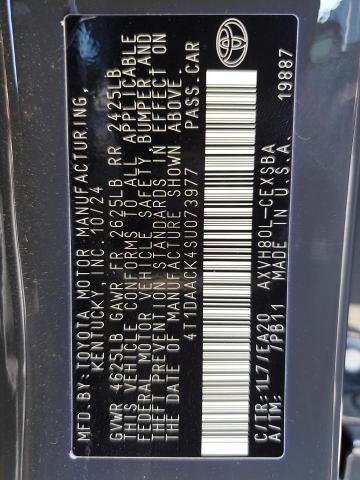 MFD.BY:TOYOTA MOTOR MANUFACTURING,
KENTUCKY, INC. 10/24
GVWR 4625LB GAWR-FR 2625LB RR 2425LB
THIS VEHICLE CONFORMS TO ALL APPLICABLE
FEDERAL MOTOR VEHICLE SAFETY, BUMPER AND
THEFT PREVENTION STANDARDS IN EFFECT ON
THE DATE OF MANUFACTURE SHOWN ABOVE.
4T1DAACK4SU073977 PASS.CAR
C/TR:1L7/EA20 AXVH80L-CEXSBA
A/TM: 7PB11 MADE IN U.S.A. 19887